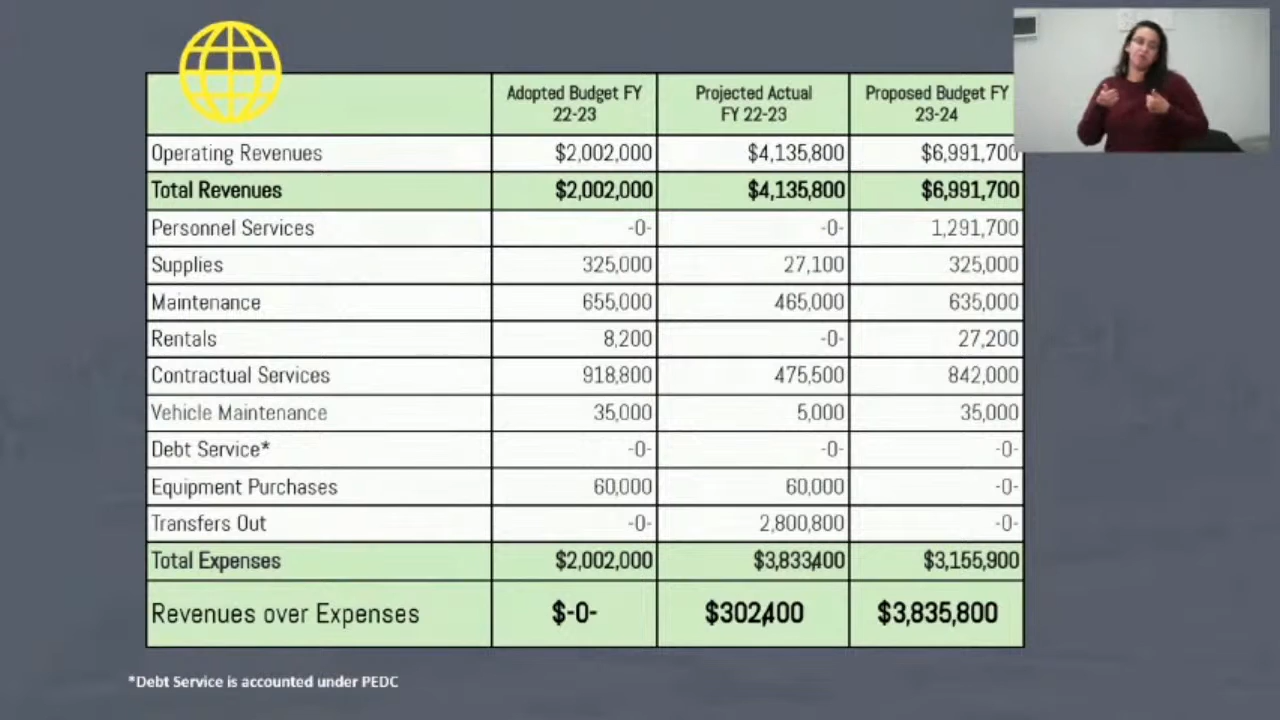 Adopted Budget FY 22-23 Projected Actual FY 22-23 Proposed Budget FY 23-24
Operating Revenues $2,002,000 $4,135,800 $6,991,700
Total Revenues $2,002,000 $4,135,800 $6,991,700
Personnel Services -0- -0- 1,291,700
Supplies 325,000 27,100 325,000
Maintenance 655,000 465,000 635,000
Rentals 8,200 -0- 27,200
Contractual Services 918,800 475,500 842,000
Vehicle Maintenance 35,000 5,000 35,000
Debt Service* -0- -0- -0-
Equipment Purchases 60,000 60,000 -0-
Transfers Out -0- 2,800,800 -0-
Total Expenses $2,002,000 $3,833,400 $3,155,900
Revenues over Expenses $-0- $302,400 $3,835,800
*Debt Service is accounted under PEDC